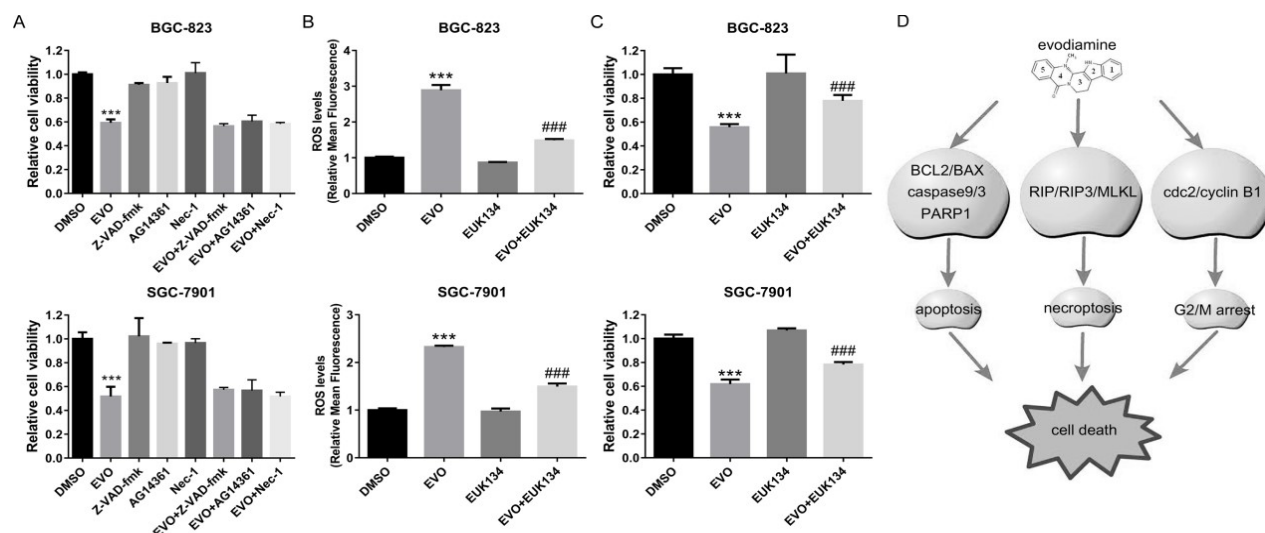 A
BGC-823
Relative cell viability
1.2
1.0
0.8
0.6
0.4
0.2
0.0
***
DMSO
EVO
Z-VAD-fmk
AG14361
Nec-1
EVO+Z-VAD-fmk
EVO+AG14361
EVO+Nec-1
SGC-7901
Relative cell viability
1.2
1.0
0.8
0.6
0.4
0.2
0.0
***
DMSO
EVO
Z-VAD-fmk
AG14361
Nec-1
EVO+Z-VAD-fmk
EVO+AG14361
EVO+Nec-1
B
BGC-823
ROS levels
(Relative Mean Fluorescence)
4
3
2
1
0
***
###
DMSO
EVO
EUK134
EVO+EUK134
SGC-7901
ROS levels
(Relative Mean Fluorescence)
3
2
1
0
***
###
DMSO
EVO
EUK134
EVO+EUK134
C
BGC-823
Relative cell viability
1.2
1.0
0.8
0.6
0.4
0.2
0.0
***
###
DMSO
EVO
EUK134
EVO+EUK134
SGC-7901
Relative cell viability
1.2
1.0
0.8
0.6
0.4
0.2
0.0
***
###
DMSO
EVO
EUK134
EVO+EUK134
D
evodiamine
CH₃
N
HN
5
4
3
2
1
N
BCL2/BAX
caspase9/3
PARP1
RIP/RIP3/MLKL
cdc2/cyclin B1
apoptosis
necroptosis
G2/M arrest
cell death